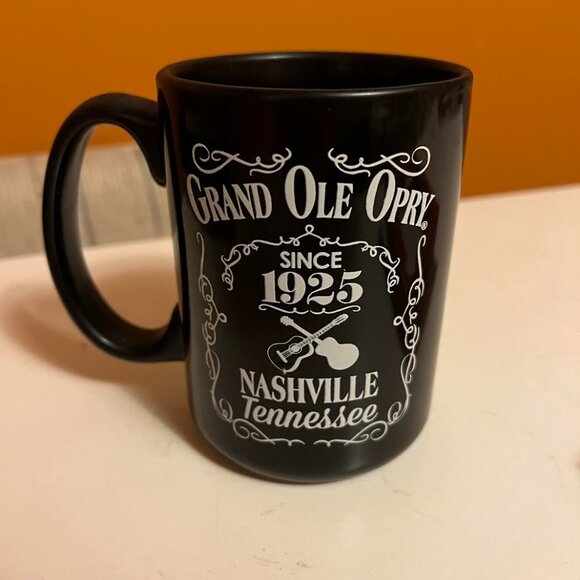 GRAND OLE OPRY®
SINCE
1925
NASHVILLE
Tennessee